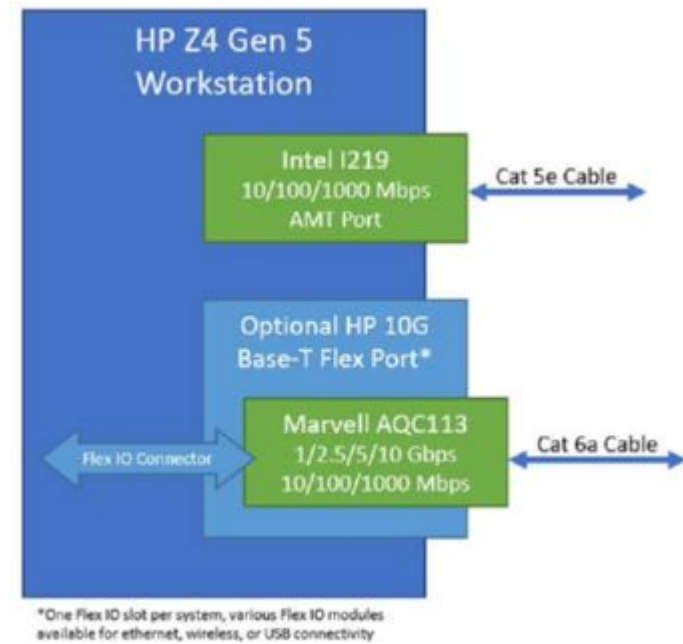 HP Z4 Gen 5
Workstation
Intel I219
10/100/1000 Mbps
AMT Port
Cat 5e Cable
Optional HP 10G
Base-T Flex Port*
Marvell AQC113
1/2.5/5/10 Gbps
10/100/1000 Mbps
Flex IO Connector
Cat 6a Cable
*One Flex IO slot per system, various Flex IO modules
available for ethernet, wireless, or USB connectivity